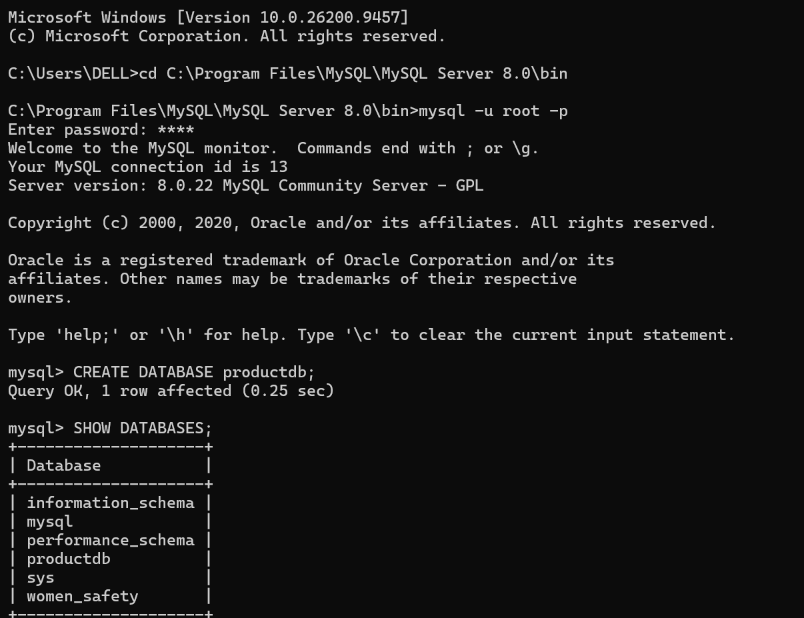 Microsoft Windows [Version 10.0.26200.9457]
(c) Microsoft Corporation. All rights reserved.
C:\Users\DELL>cd C:\Program Files\MySQL\MySQL Server 8.0\bin
C:\Program Files\MySQL\MySQL Server 8.0\bin>mysql -u root -p
Enter password: ****
Welcome to the MySQL monitor.  Commands end with ; or \g.
Your MySQL connection id is 13
Server version: 8.0.22 MySQL Community Server - GPL
Copyright (c) 2000, 2020, Oracle and/or its affiliates. All rights reserved.
Oracle is a registered trademark of Oracle Corporation and/or its
affiliates. Other names may be trademarks of their respective
owners.
Type 'help;' or '\h' for help. Type '\c' to clear the current input statement.
mysql> CREATE DATABASE productdb;
Query OK, 1 row affected (0.25 sec)
mysql> SHOW DATABASES;
+--------------------+
| Database           |
+--------------------+
| information_schema |
| mysql              |
| performance_schema |
| productdb          |
| sys                |
| women_safety       |
+--------------------+